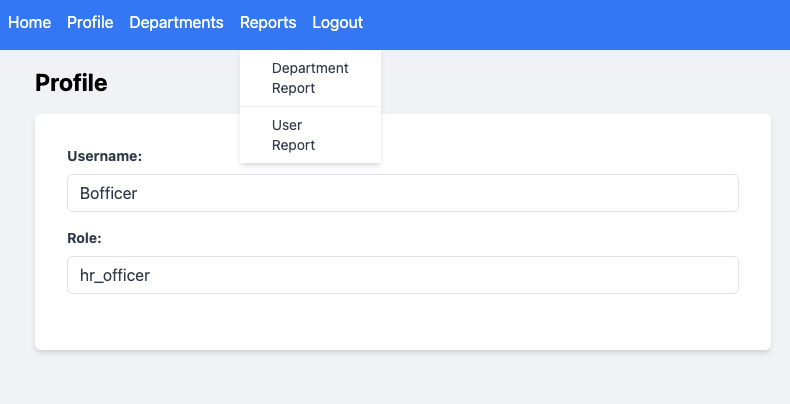 Home Profile Departments Reports Logout
Department
Report
Profile
User
Report
Username:
Bofficer
Role:
hr_officer